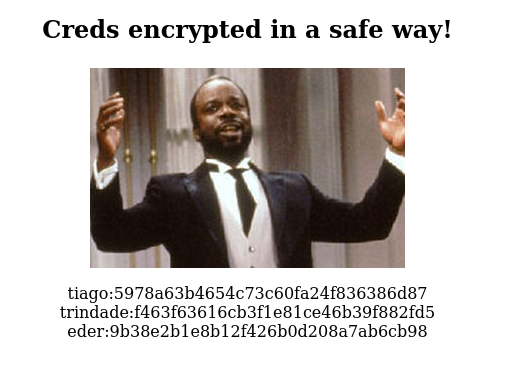 Creds encrypted in a safe way!
tiago:5978a63b4654c73c60fa24f836386d87
trindade:f463f63616cb3f1e81ce46b39f882fd5
eder:9b38e2b1e8b12f426b0d208a7ab6cb98